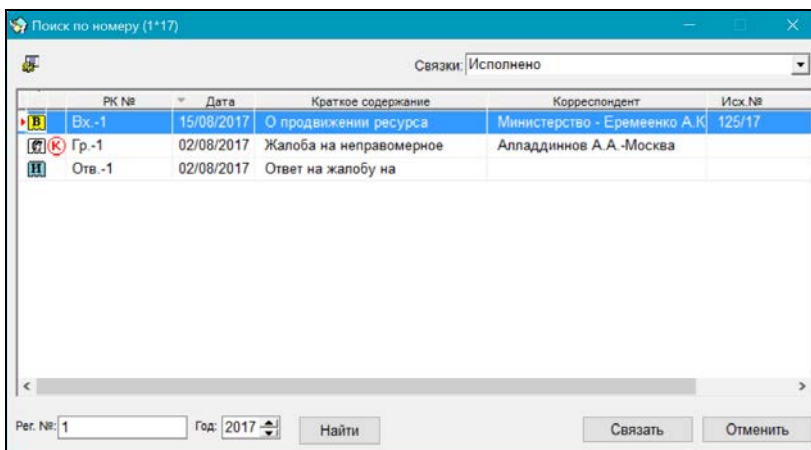 Поиск по номеру (1*17)
Связки: Исполнено
РК № Дата Краткое содержание Корреспондент Исх.№
В Вх.-1 15/08/2017 О продвижении ресурса Министерство - Еремеенко А.К 125/17
К Гр.-1 02/08/2017 Жалоба на неправомерное Алладдиннов А.А.-Москва
Н Отв.-1 02/08/2017 Ответ на жалобу на
Рег. №: 1 Год: 2017 Найти Связать Отменить